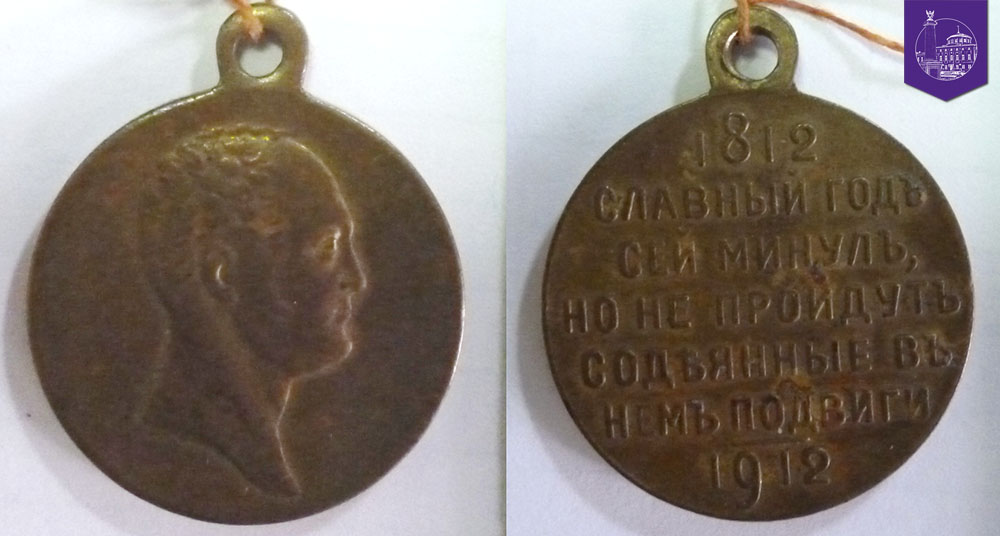 1812
СЛАВНЫЙ ГОДЪ
СЕЙ МИНУЛЪ,
НО НЕ ПРОЙДУТЪ
СОДѢЯННЫЕ ВЪ
НЕМЪ ПОДВИГИ
1912